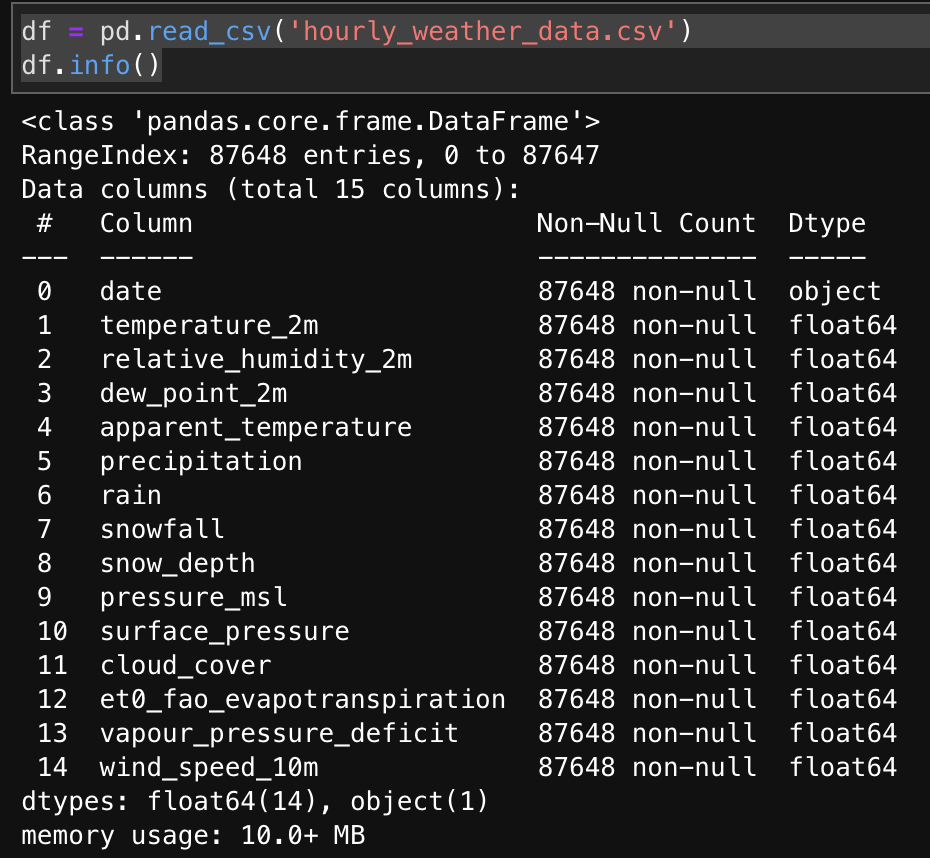 df = pd.read_csv('hourly_weather_data.csv')
df.info()
<class 'pandas.core.frame.DataFrame'>
RangeIndex: 87648 entries, 0 to 87647
Data columns (total 15 columns):
 #   Column                      Non-Null Count  Dtype
---  ------                      --------------  -----
 0   date                        87648 non-null  object
 1   temperature_2m              87648 non-null  float64
 2   relative_humidity_2m        87648 non-null  float64
 3   dew_point_2m                87648 non-null  float64
 4   apparent_temperature        87648 non-null  float64
 5   precipitation               87648 non-null  float64
 6   rain                        87648 non-null  float64
 7   snowfall                    87648 non-null  float64
 8   snow_depth                  87648 non-null  float64
 9   pressure_msl                87648 non-null  float64
 10  surface_pressure            87648 non-null  float64
 11  cloud_cover                 87648 non-null  float64
 12  et0_fao_evapotranspiration  87648 non-null  float64
 13  vapour_pressure_deficit     87648 non-null  float64
 14  wind_speed_10m              87648 non-null  float64
dtypes: float64(14), object(1)
memory usage: 10.0+ MB